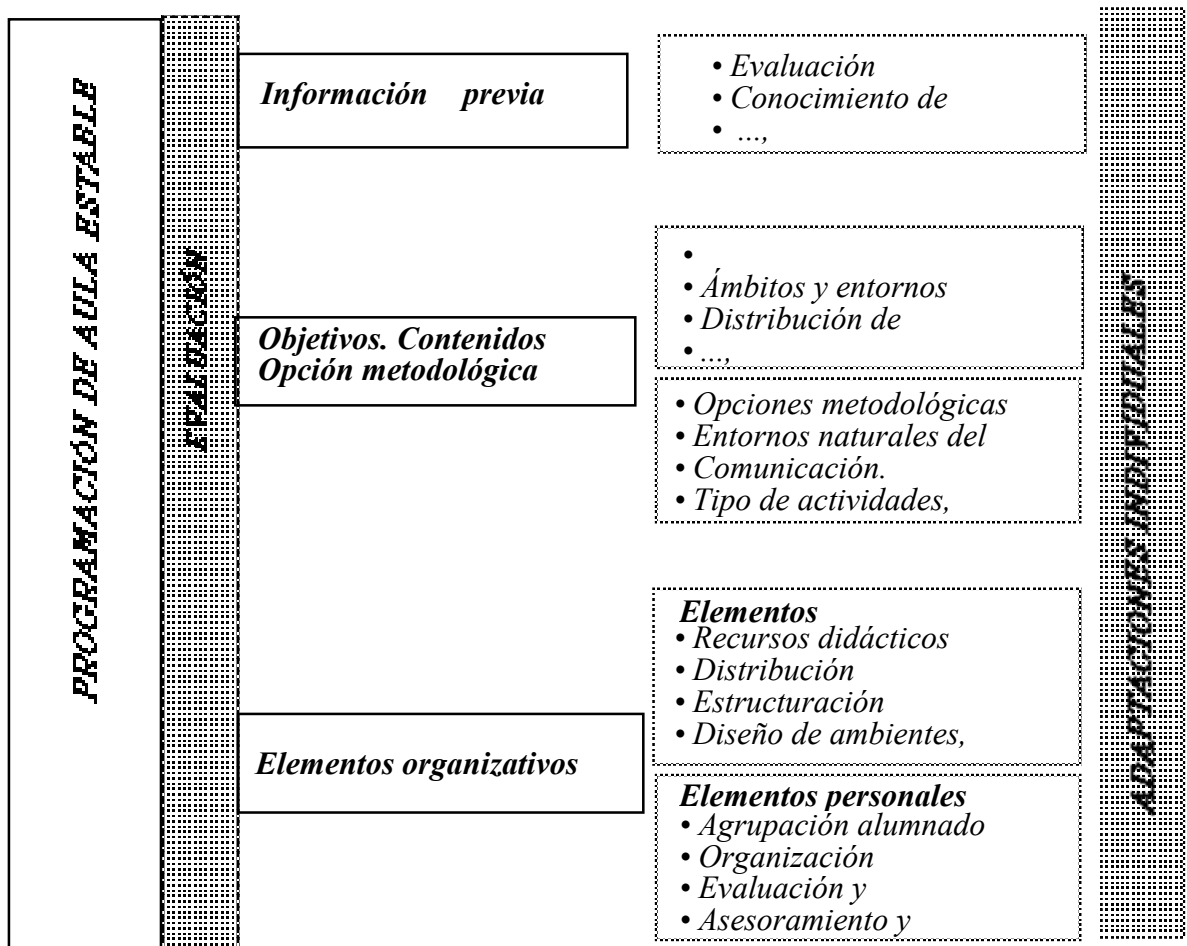 PROGRAMACIÓN DE AULA ESTABLE
EVALUACIÓN
Información previa
• Evaluación
• Conocimiento de
• ...,
Objetivos. Contenidos
Opción metodológica
•
• Ámbitos y entornos
• Distribución de
• ...,
• Opciones metodológicas
• Entornos naturales del
• Comunicación.
• Tipo de actividades,
Elementos organizativos
Elementos
• Recursos didácticos
• Distribución
• Estructuración
• Diseño de ambientes,
Elementos personales
• Agrupación alumnado
• Organización
• Evaluación y
• Asesoramiento y
ADAPTACIONES INDIVIDUALES